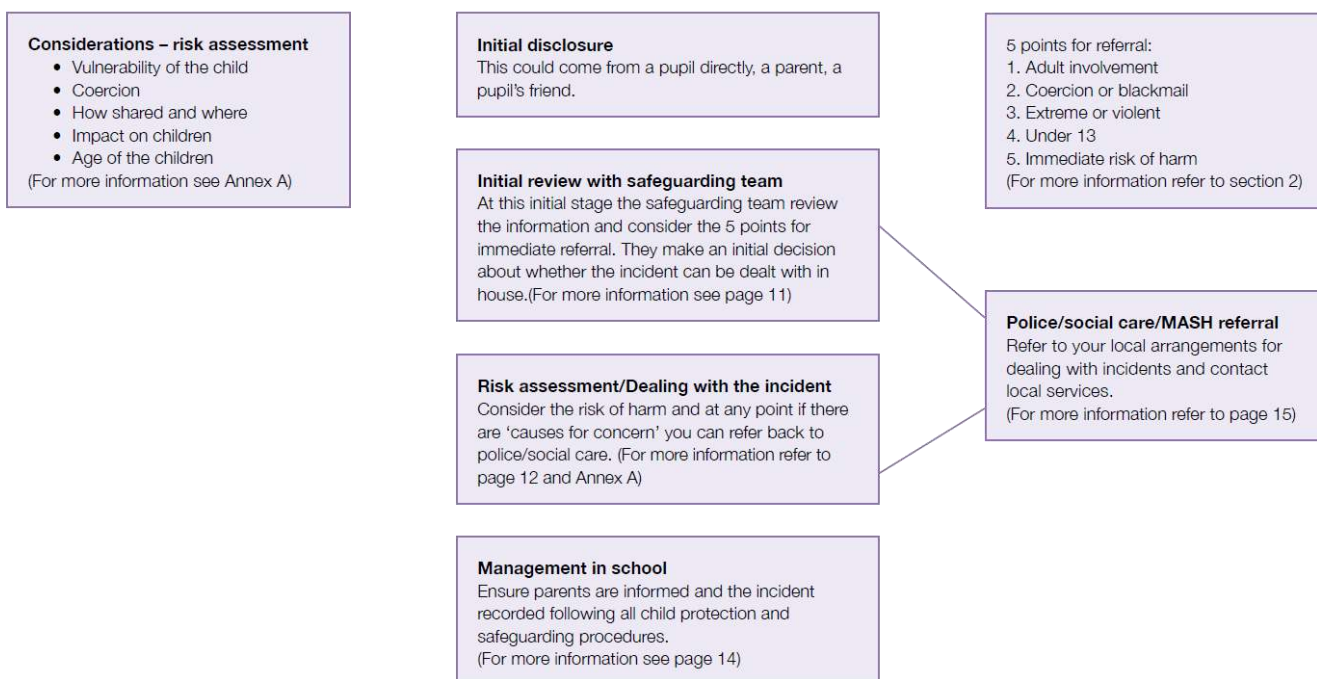 Considerations – risk assessment
• Vulnerability of the child
• Coercion
• How shared and where
• Impact on children
• Age of the children
(For more information see Annex A)
Initial disclosure
This could come from a pupil directly, a parent, a
pupil's friend.
5 points for referral:
1. Adult involvement
2. Coercion or blackmail
3. Extreme or violent
4. Under 13
5. Immediate risk of harm
(For more information refer to section 2)
Initial review with safeguarding team
At this initial stage the safeguarding team review
the information and consider the 5 points for
immediate referral. They make an initial decision
about whether the incident can be dealt with in
house.(For more information see page 11)
Police/social care/MASH referral
Refer to your local arrangements for
dealing with incidents and contact
local services.
(For more information refer to page 15)
Risk assessment/Dealing with the incident
Consider the risk of harm and at any point if there
are ‘causes for concern’ you can refer back to
police/social care. (For more information refer to
page 12 and Annex A)
Management in school
Ensure parents are informed and the incident
recorded following all child protection and
safeguarding procedures.
(For more information see page 14)